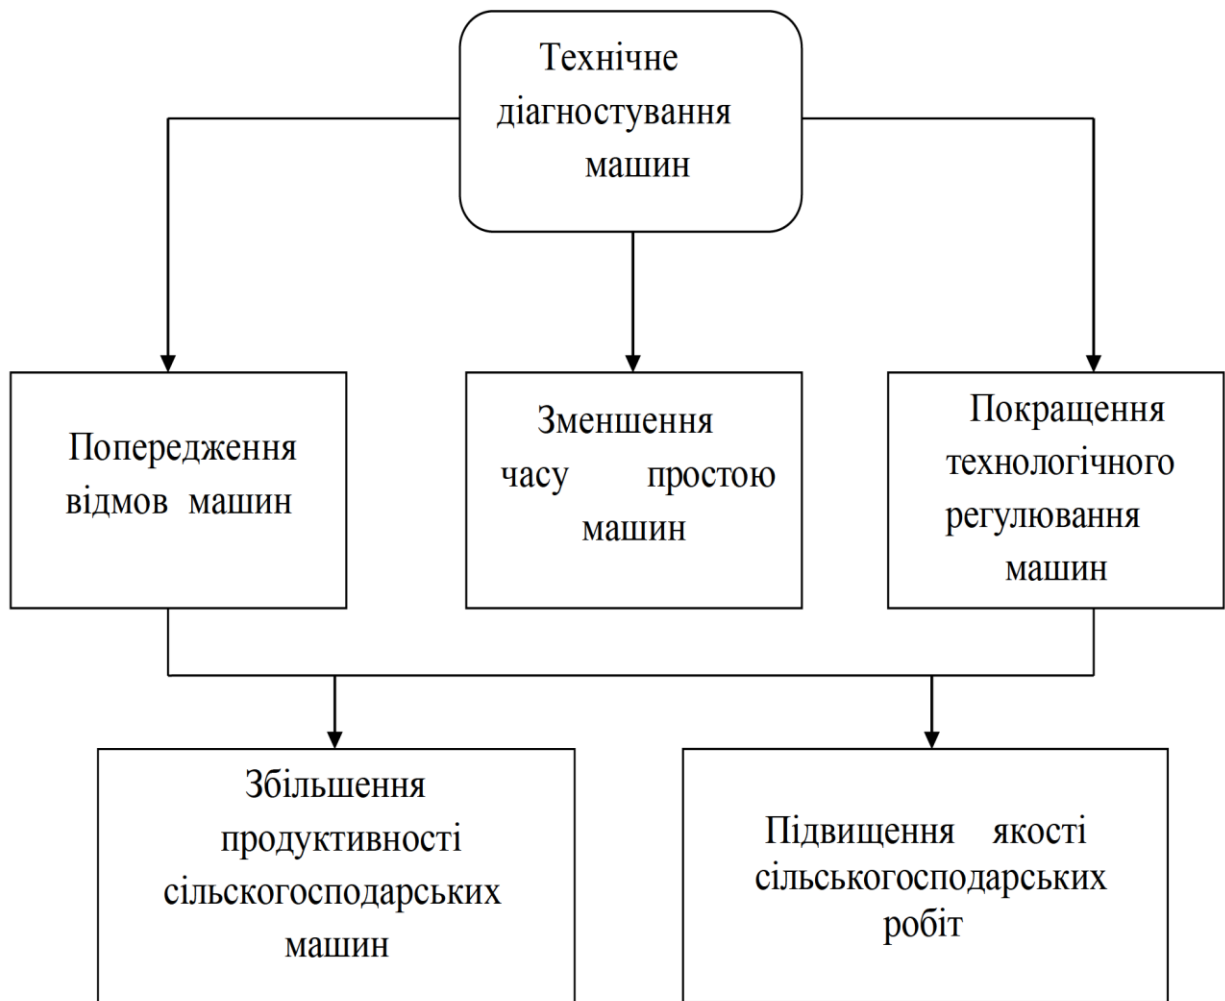 Технічне
діагностування
машин
Попередження
відмов машин
Зменшення
часу простою
машин
Покращення
технологічного
регулювання
машин
Збільшення
продуктивності
сільскогосподарських
машин
Підвищення якості
сільськогосподарських
робіт